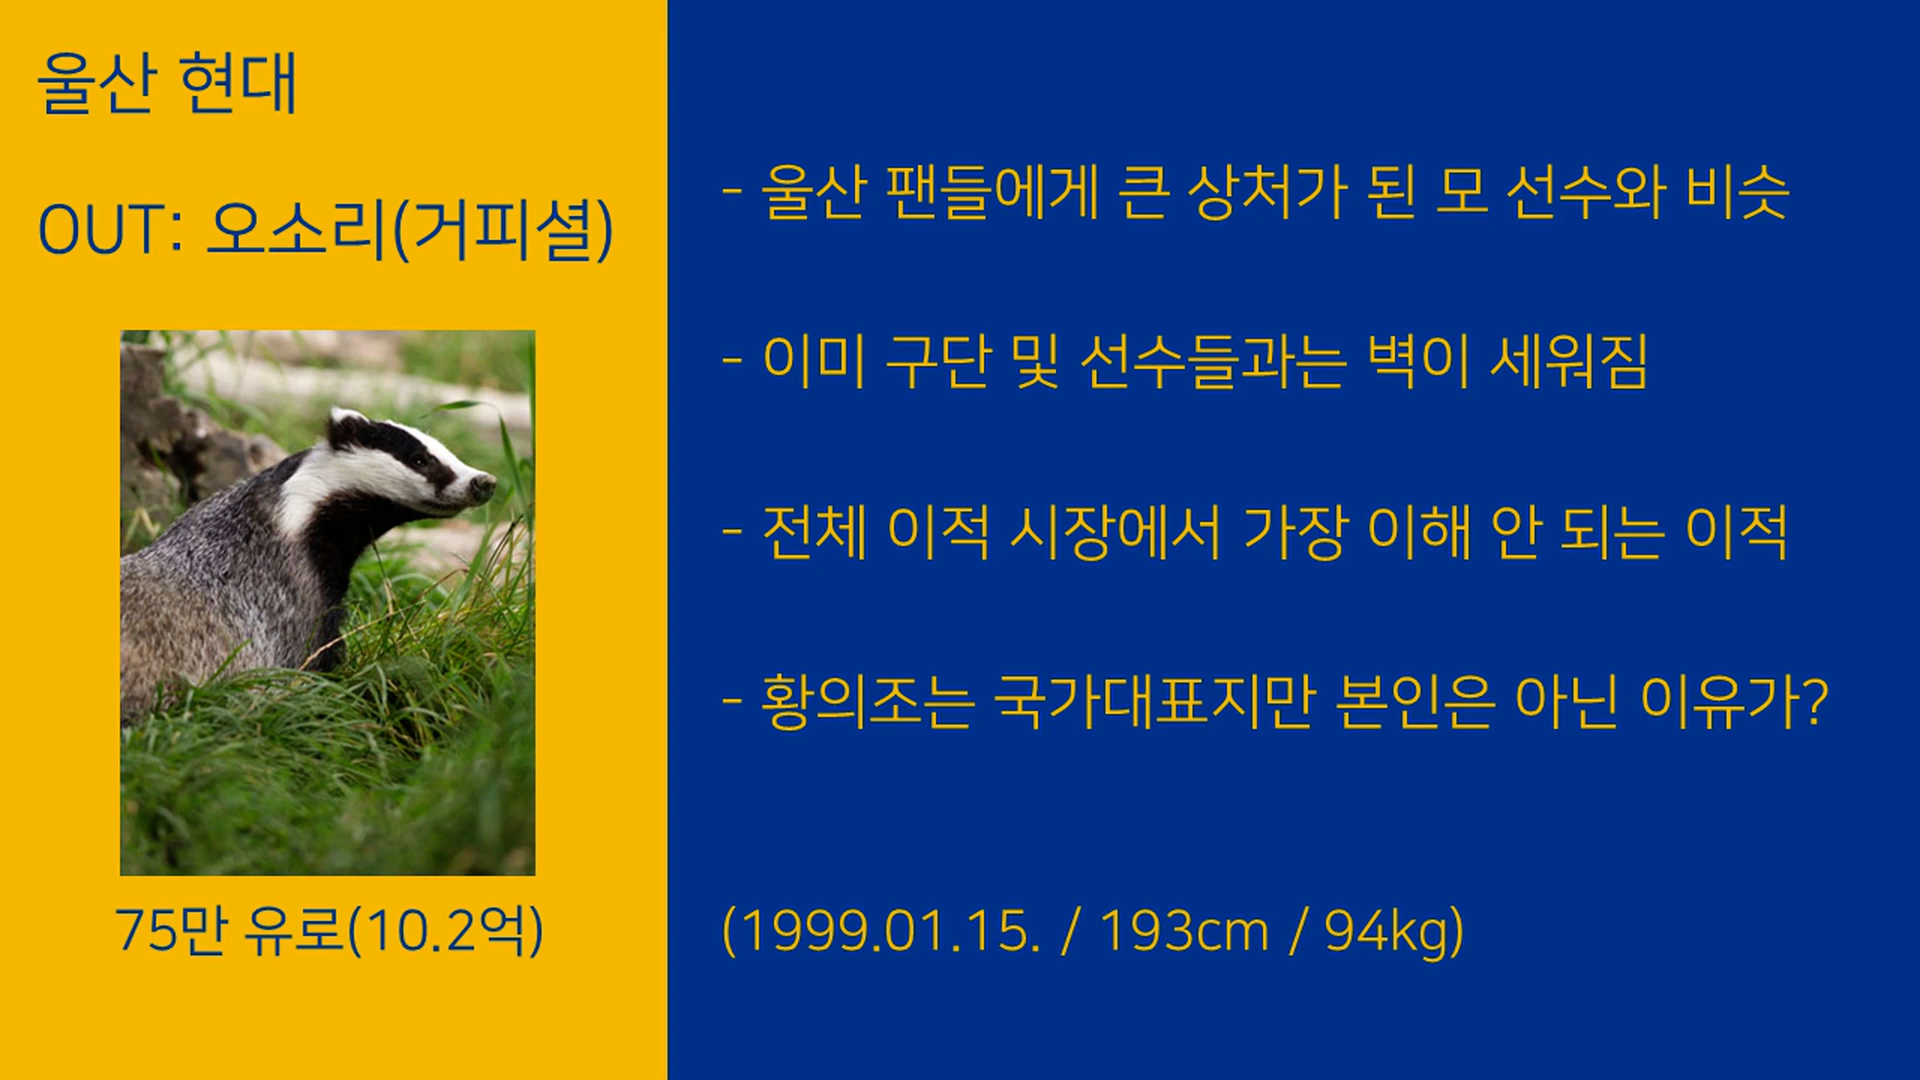 울산 현대
OUT: 오소리(거피셜)
75만 유로(10.2억)
- 울산 팬들에게 큰 상처가 된 모 선수와 비슷
- 이미 구단 및 선수들과는 벽이 세워짐
- 전체 이적 시장에서 가장 이해 안 되는 이적
- 황의조는 국가대표지만 본인은 아닌 이유가?
(1999.01.15. / 193cm / 94kg)